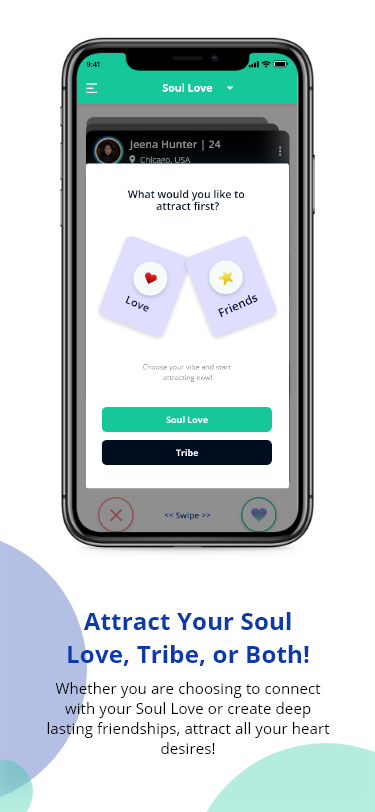 9:41
Soul Love
Jeena Hunter | 24
Chicago, USA
What would you like to
attract first?
Love
Friends
Choose your vibe and start
attracting now!
Soul Love
Tribe
<< Swipe >>
Attract Your Soul
Love, Tribe, or Both!
Whether you are choosing to connect
with your Soul Love or create deep
lasting friendships, attract all your heart
desires!